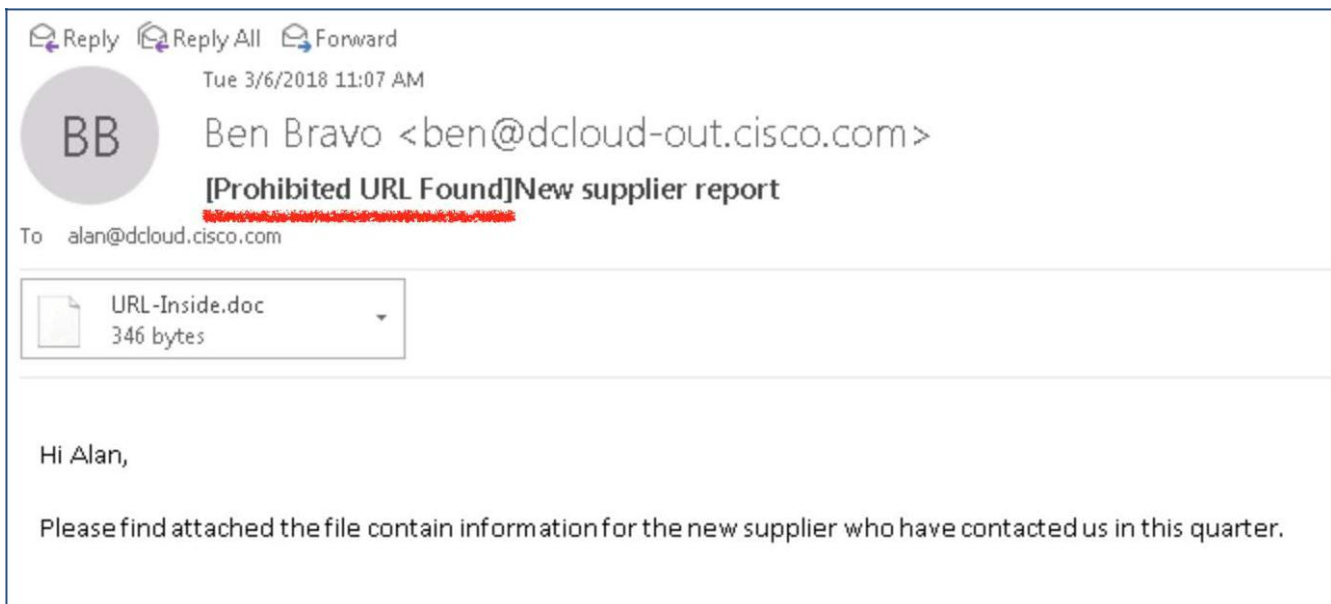 Reply Reply All Forward
Tue 3/6/2018 11:07 AM
BB
Ben Bravo <ben@dcloud-out.cisco.com>
[Prohibited URL Found]New supplier report
To alan@dcloud.cisco.com
URL-Inside.doc
346 bytes
Hi Alan,
Please find attached the file contain information for the new supplier who have contacted us in this quarter.